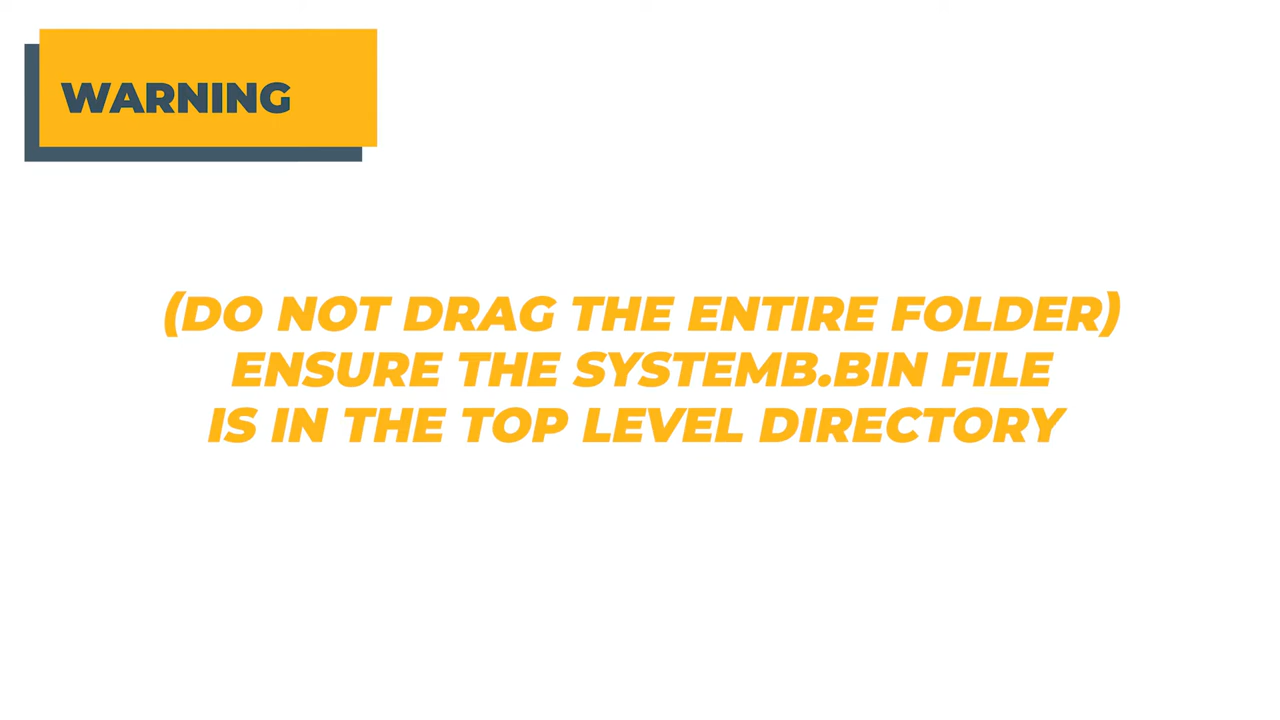 WARNING
(DO NOT DRAG THE ENTIRE FOLDER)
ENSURE THE SYSTEMB.BIN FILE
IS IN THE TOP LEVEL DIRECTORY